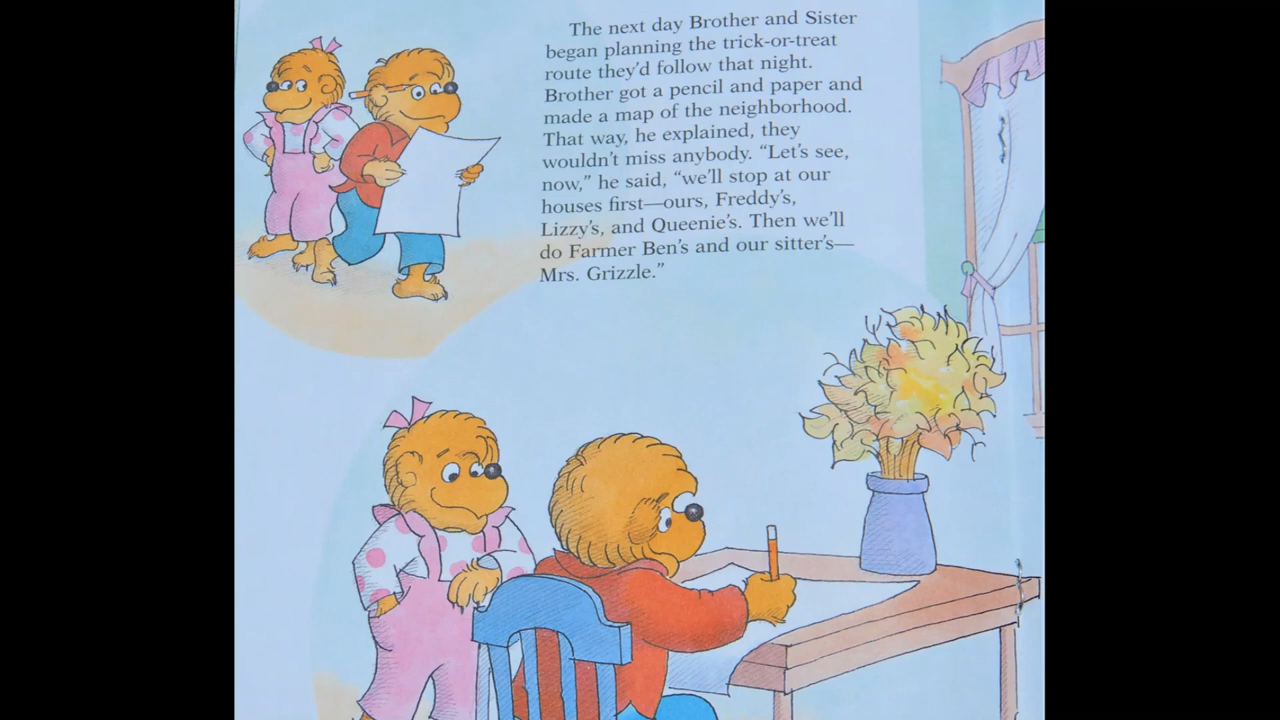 The next day Brother and Sister
began planning the trick-or-treat
route they'd follow that night.
Brother got a pencil and paper and
made a map of the neighborhood.
That way, he explained, they
wouldn't miss anybody. “Let's see,
now,” he said, “we'll stop at our
houses first—ours, Freddy's,
Lizzy's, and Queenie's. Then we'll
do Farmer Ben's and our sitter's—
Mrs. Grizzle.”